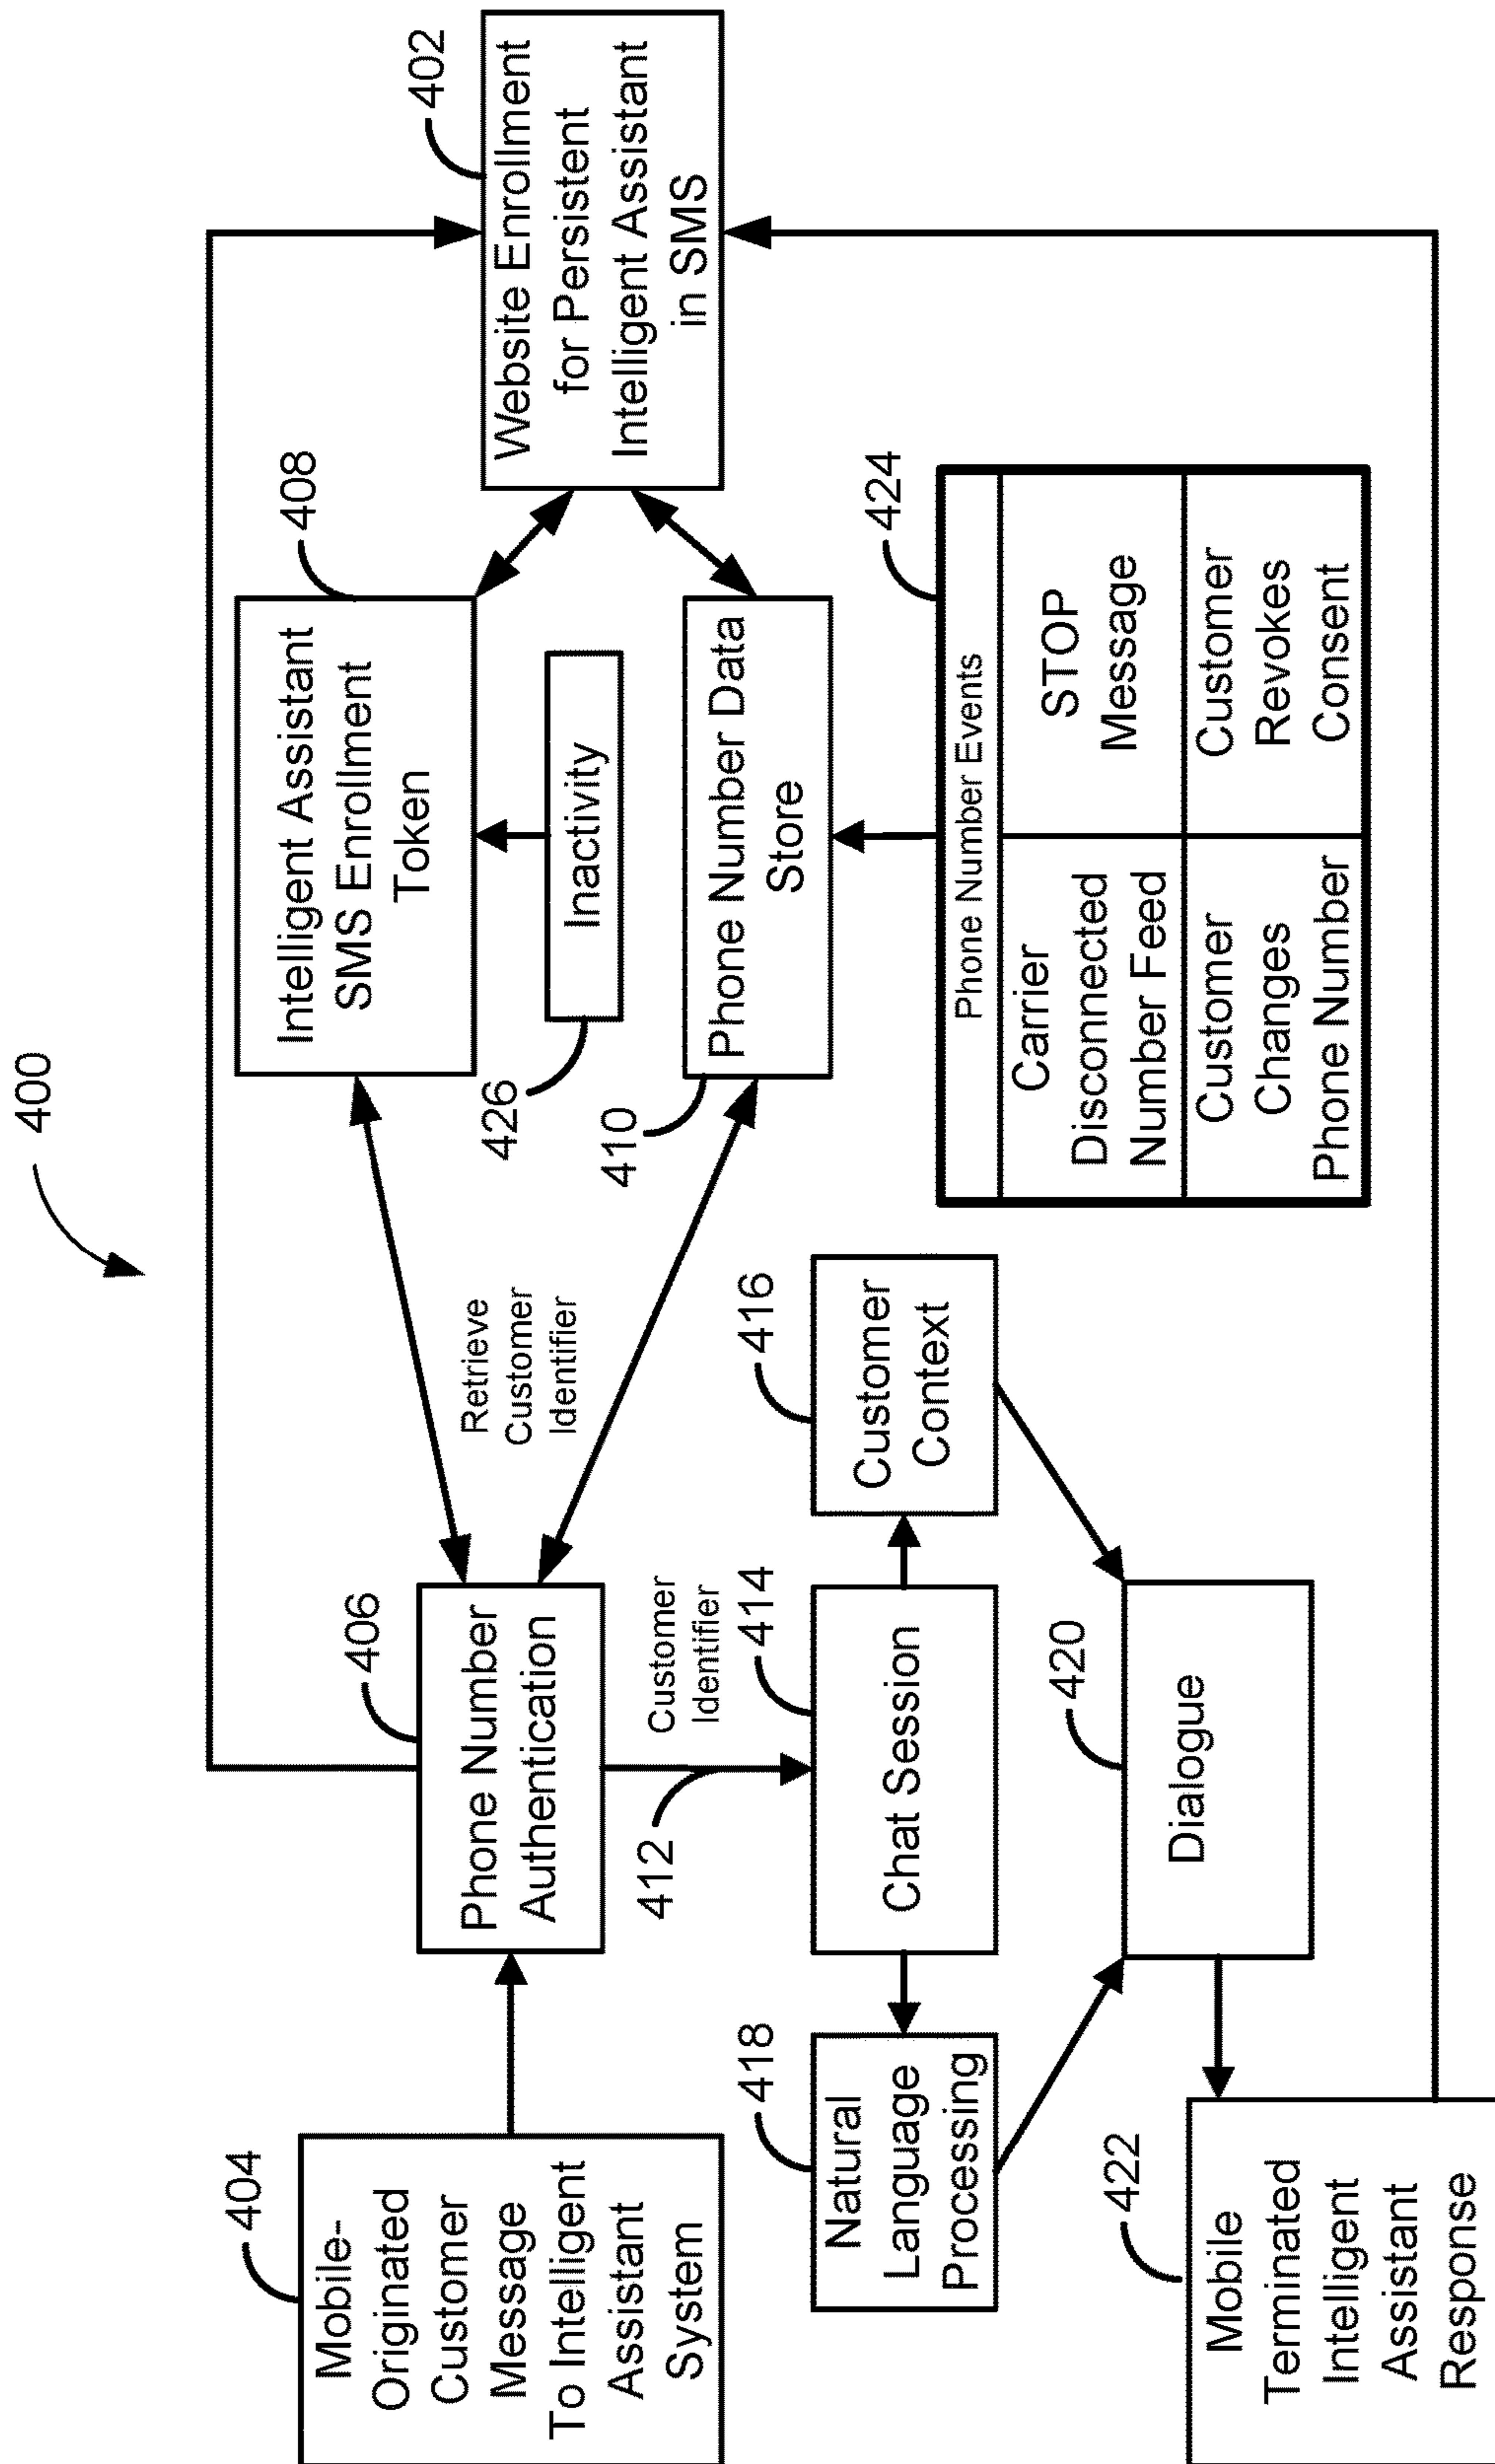 400
404
Mobile-
Originated
Customer
Message
To Intelligent
Assistant
System
406
Phone Number
Authentication
Retrieve
Customer
Identifier
408
Intelligent Assistant
SMS Enrollment
Token
426
Inactivity
410
Phone Number Data
Store
402
Website Enrollment
for Persistent
Intelligent Assistant
in SMS
412
Customer
Identifier
414
Chat Session
416
Customer
Context
418
Natural
Language
Processing
420
Dialogue
422
Mobile
Terminated
Intelligent
Assistant
Response
424
Phone Number Events
Carrier
Disconnected
Number Feed
STOP
Message
Customer
Changes
Phone Number
Customer
Revokes
Consent